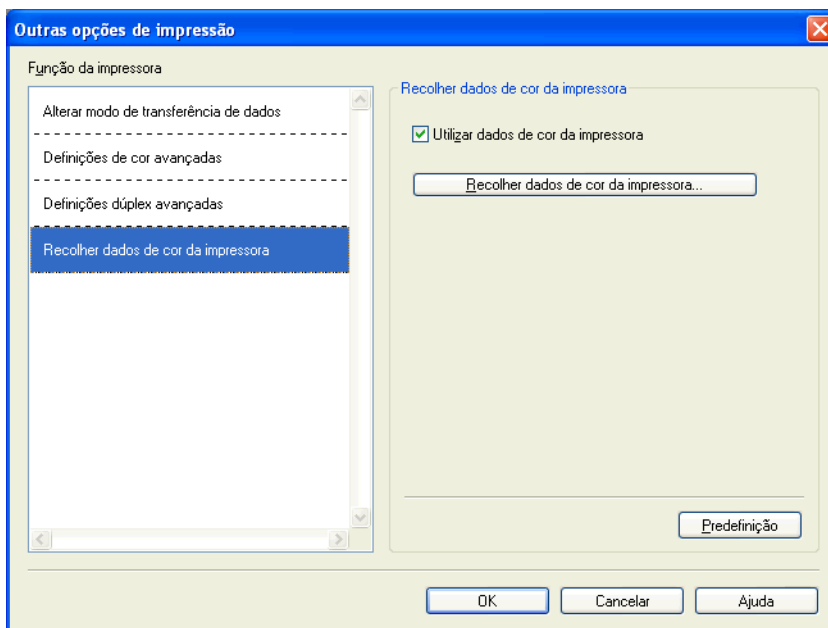 Outras opções de impressão
Função da impressora
Alterar modo de transferência de dados
Definições de cor avançadas
Definições dúplex avançadas
Recolher dados de cor da impressora
Recolher dados de cor da impressora
Utilizar dados de cor da impressora
Recolher dados de cor da impressora...
Predefinição
OK
Cancelar
Ajuda